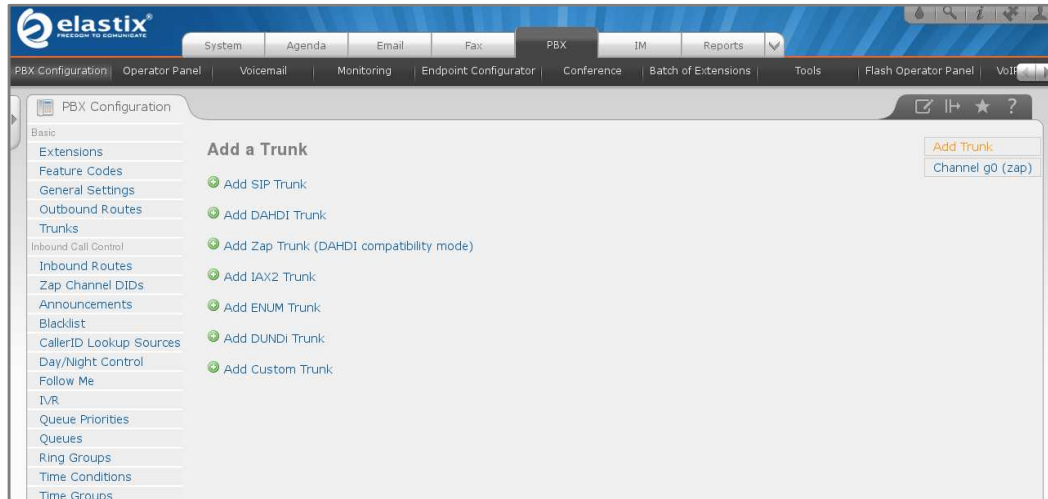 elastix®
FREEDOM TO COMMUNICATE
System Agenda Email Fax PBX IM Reports
PBX Configuration Operator Panel Voicemail Monitoring Endpoint Configurator Conference Batch of Extensions Tools Flash Operator Panel VoIP
PBX Configuration
Basic
Extensions
Feature Codes
General Settings
Outbound Routes
Trunks
Inbound Call Control
Inbound Routes
Zap Channel DIDs
Announcements
Blacklist
CallerID Lookup Sources
Day/Night Control
Follow Me
IVR
Queue Priorities
Queues
Ring Groups
Time Conditions
Time Groups
Add a Trunk
Add SIP Trunk
Add DAHDI Trunk
Add Zap Trunk (DAHDI compatibility mode)
Add IAX2 Trunk
Add ENUM Trunk
Add DUNDi Trunk
Add Custom Trunk
Add Trunk
Channel g0 (zap)